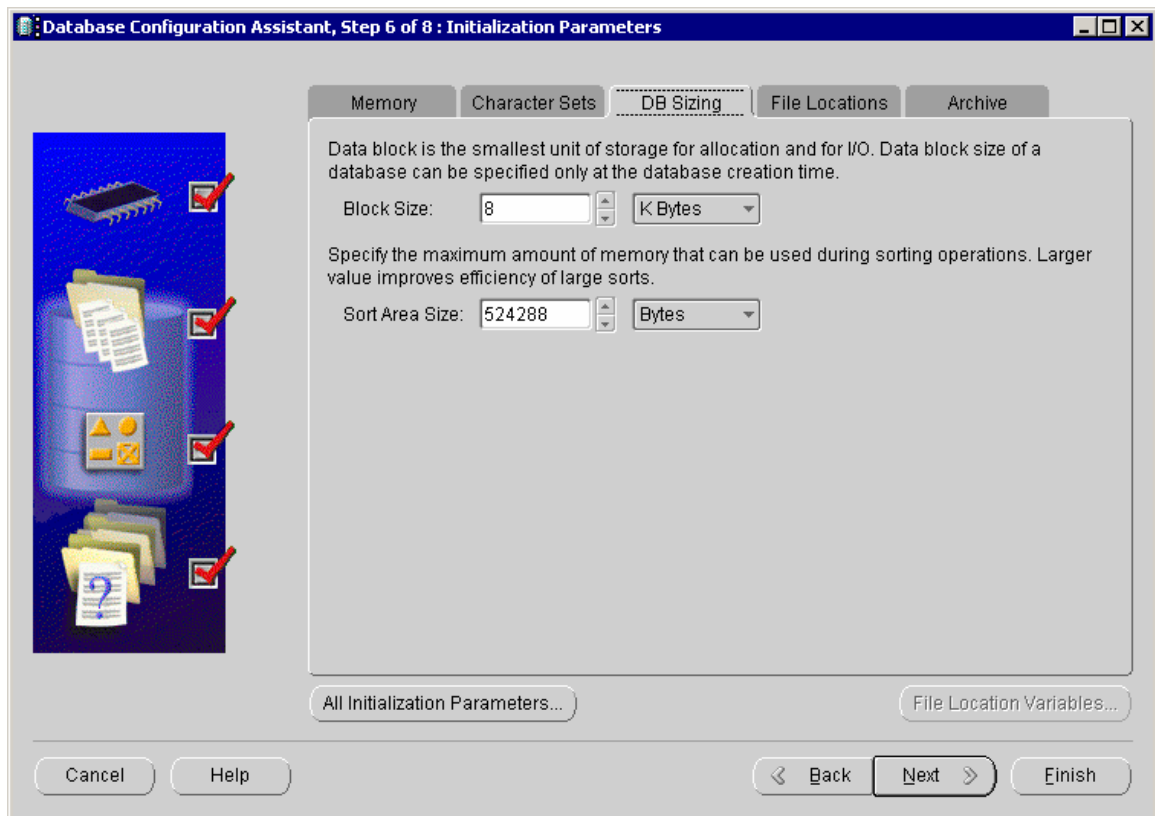 Database Configuration Assistant, Step 6 of 8 : Initialization Parameters
Memory
Character Sets
DB Sizing
File Locations
Archive
Data block is the smallest unit of storage for allocation and for I/O. Data block size of a
database can be specified only at the database creation time.
Block Size: 8 K Bytes
Specify the maximum amount of memory that can be used during sorting operations. Larger
value improves efficiency of large sorts.
Sort Area Size: 524288 Bytes
?
All Initialization Parameters...
File Location Variables...
Cancel
Help
Back
Next
Finish